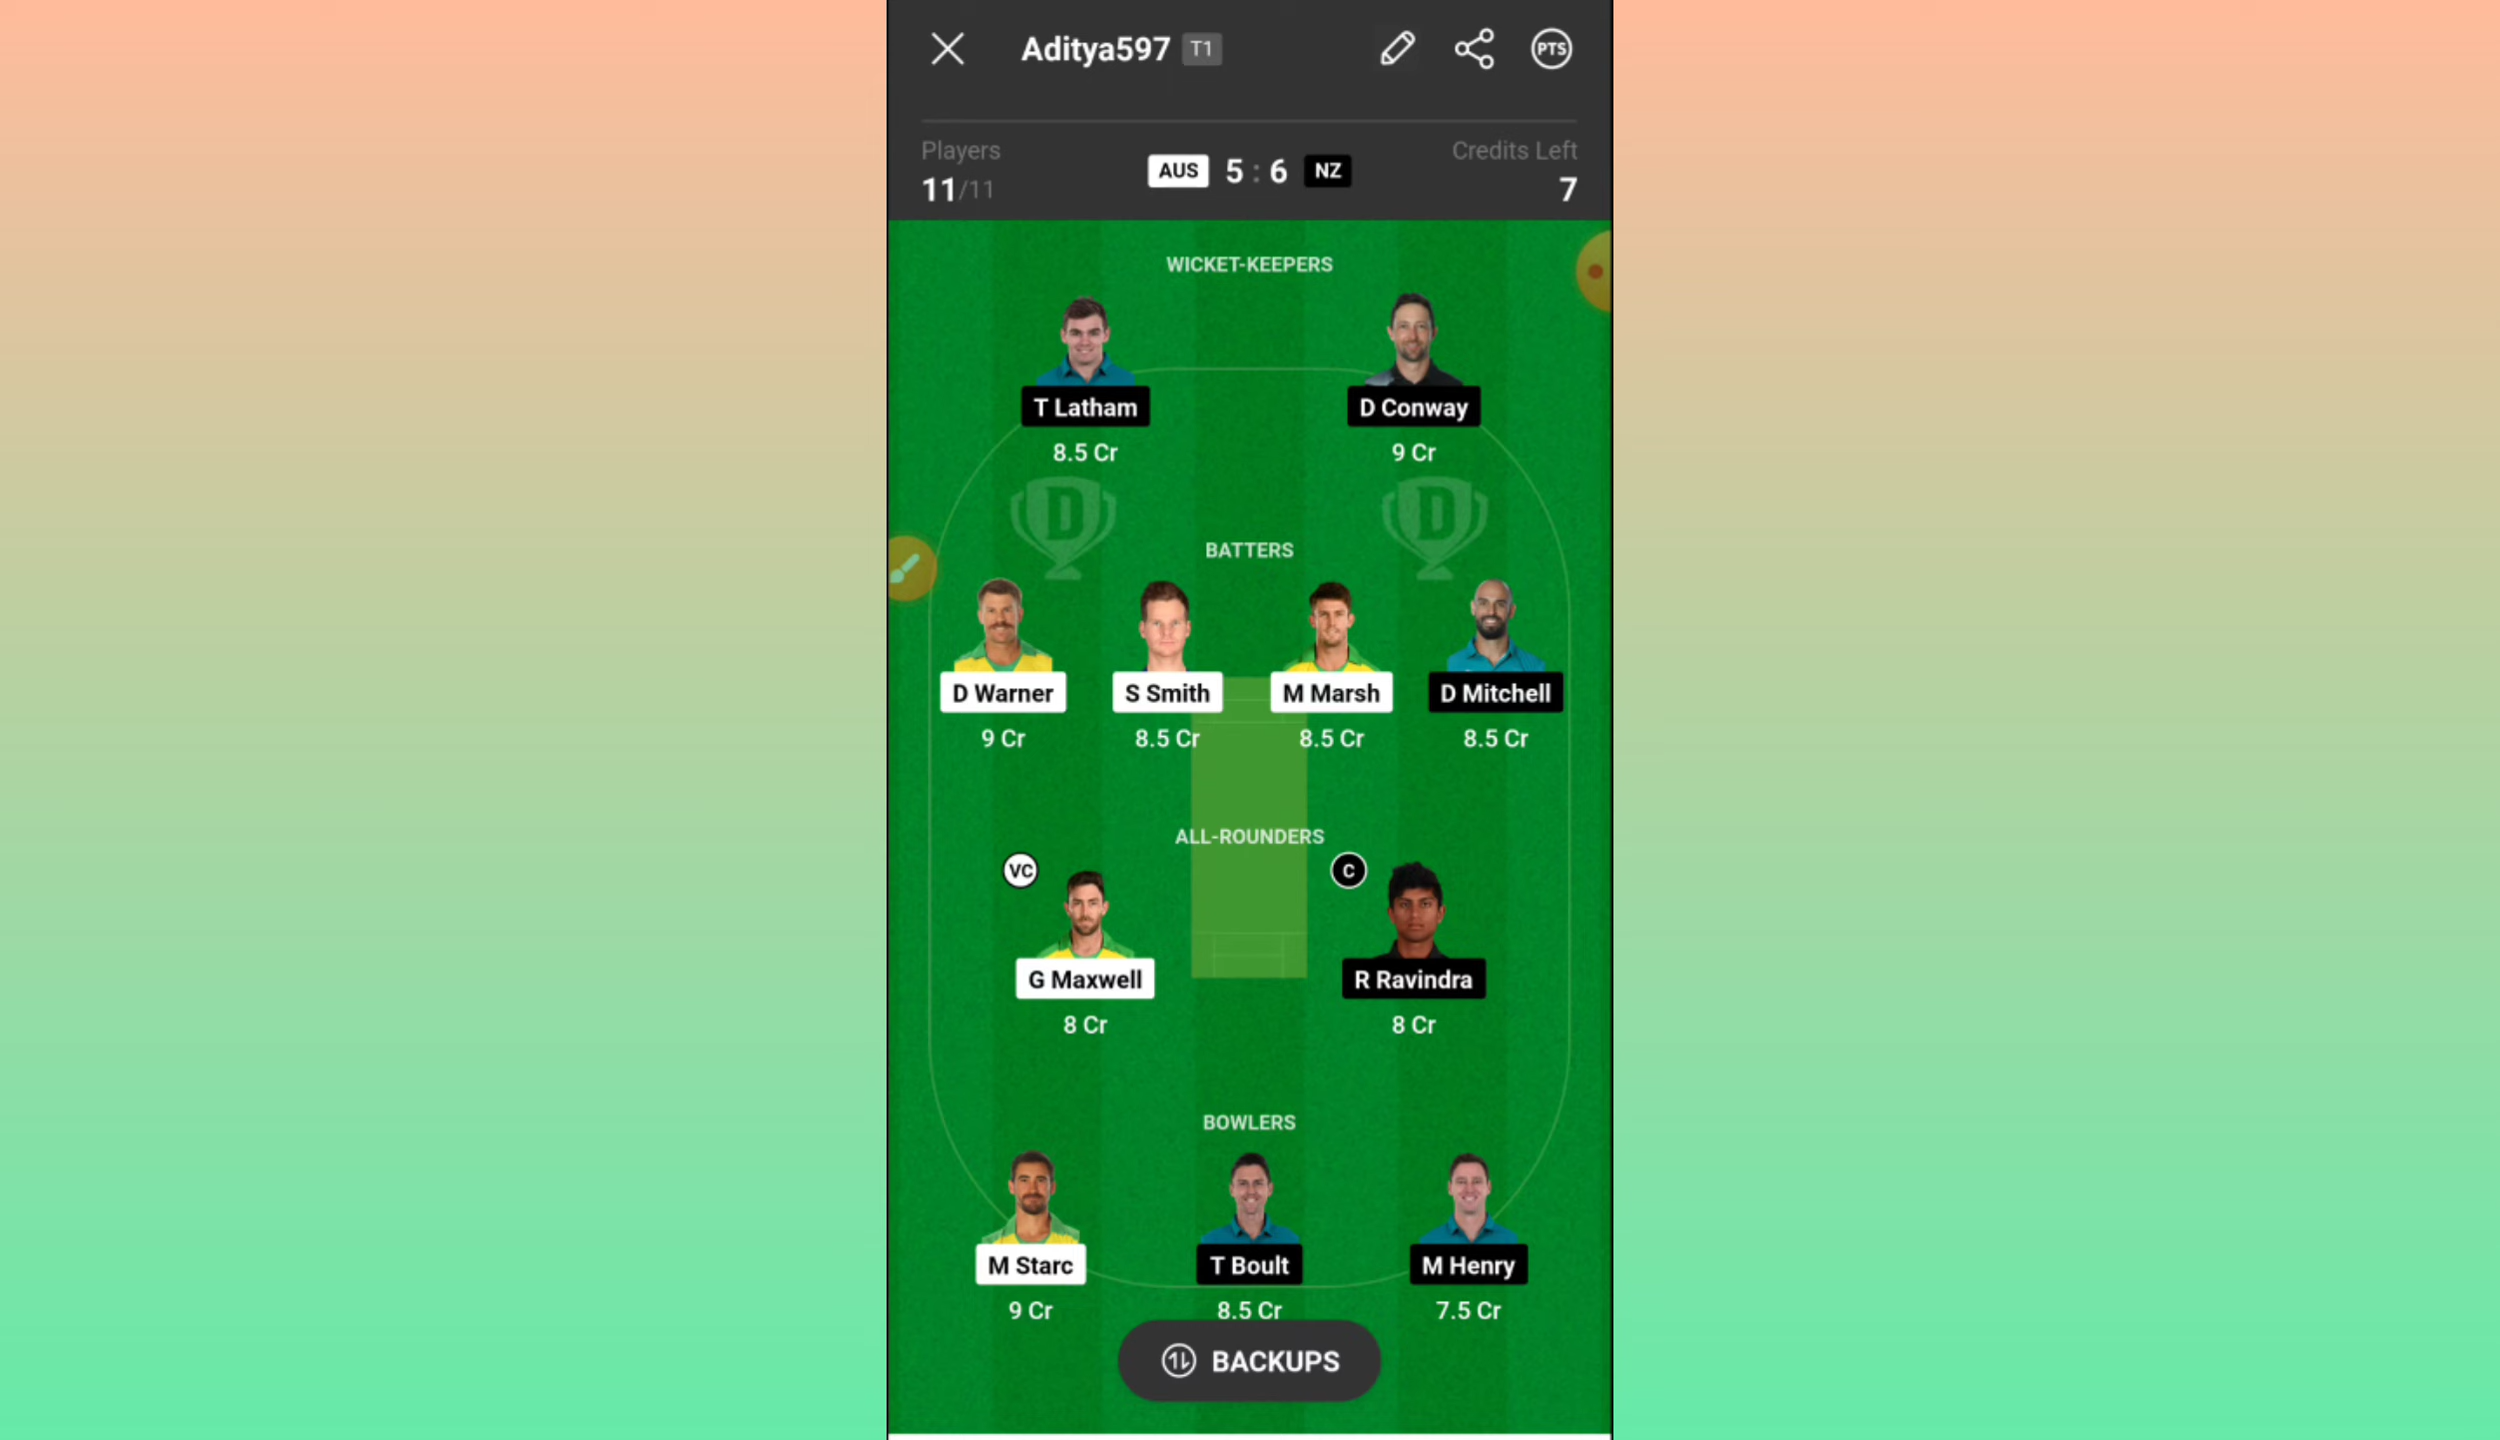 Aditya597 T1 PTS
Players Credits Left
11/11 AUS 5 : 6 NZ 7
WICKET-KEEPERS
T Latham D Conway
8.5 Cr 9 Cr
D D
BATTERS
D Warner S Smith M Marsh D Mitchell
9 Cr 8.5 Cr 8.5 Cr 8.5 Cr
ALL-ROUNDERS
VC C
G Maxwell R Ravindra
8 Cr 8 Cr
BOWLERS
M Starc T Boult M Henry
9 Cr 8.5 Cr 7.5 Cr
BACKUPS